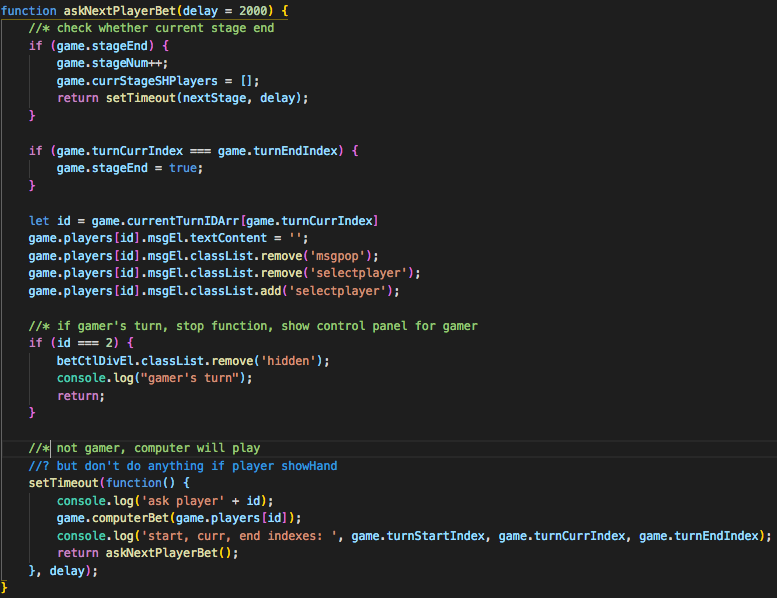 function askNextPlayerBet(delay = 2000) {
//* check whether current stage end
if (game.stageEnd) {
game.stageNum++;
game.currStageSHPlayers = [];
return setTimeout(nextStage, delay);
}
if (game.turnCurrIndex === game.turnEndIndex) {
game.stageEnd = true;
}
let id = game.currentTurnIDArr[game.turnCurrIndex]
game.players[id].msgEl.textContent = '';
game.players[id].msgEl.classList.remove('msgpop');
game.players[id].msgEl.classList.remove('selectplayer');
game.players[id].msgEl.classList.add('selectplayer');
//* if gamer's turn, stop function, show control panel for gamer
if (id === 2) {
betCtlDivEl.classList.remove('hidden');
console.log("gamer's turn");
return;
}
//* not gamer, computer will play
//? but don't do anything if player showHand
setTimeout(function() {
console.log('ask player' + id);
game.computerBet(game.players[id]);
console.log('start, curr, end indexes: ', game.turnStartIndex, game.turnCurrIndex, game.turnEndIndex);
return askNextPlayerBet();
}, delay);
}